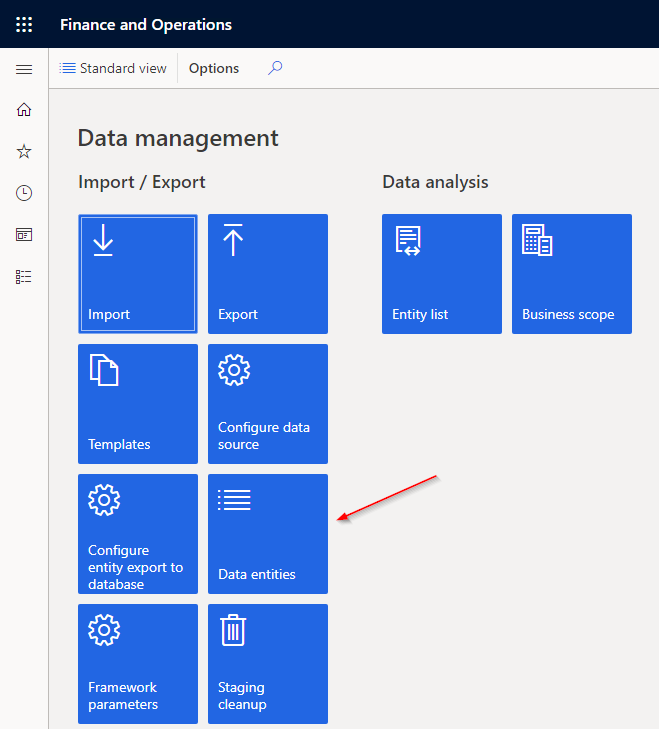 Finance and Operations
Standard view
Options
Data management
Import / Export
Data analysis
Import
Export
Entity list
Business scope
Templates
Configure data
source
Configure
entity export to
database
Data entities
Framework
parameters
Staging
cleanup